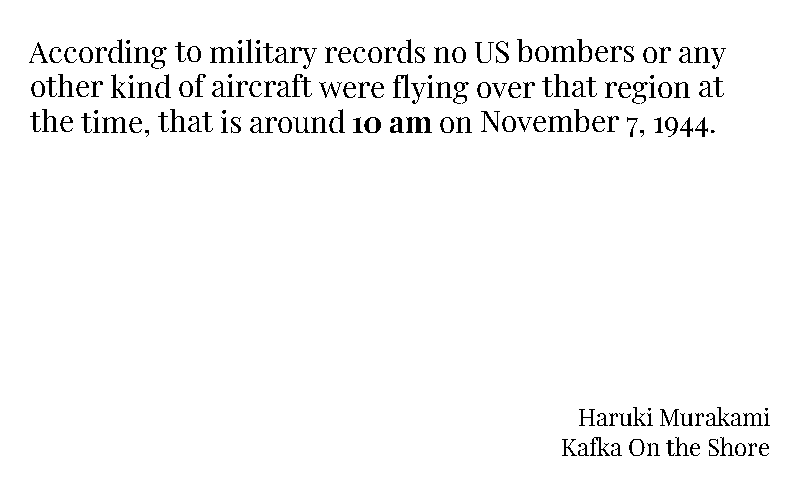 According to military records no US bombers or any
other kind of aircraft were flying over that region at
the time, that is around 10 am on November 7, 1944.
Haruki Murakami
Kafka On the Shore